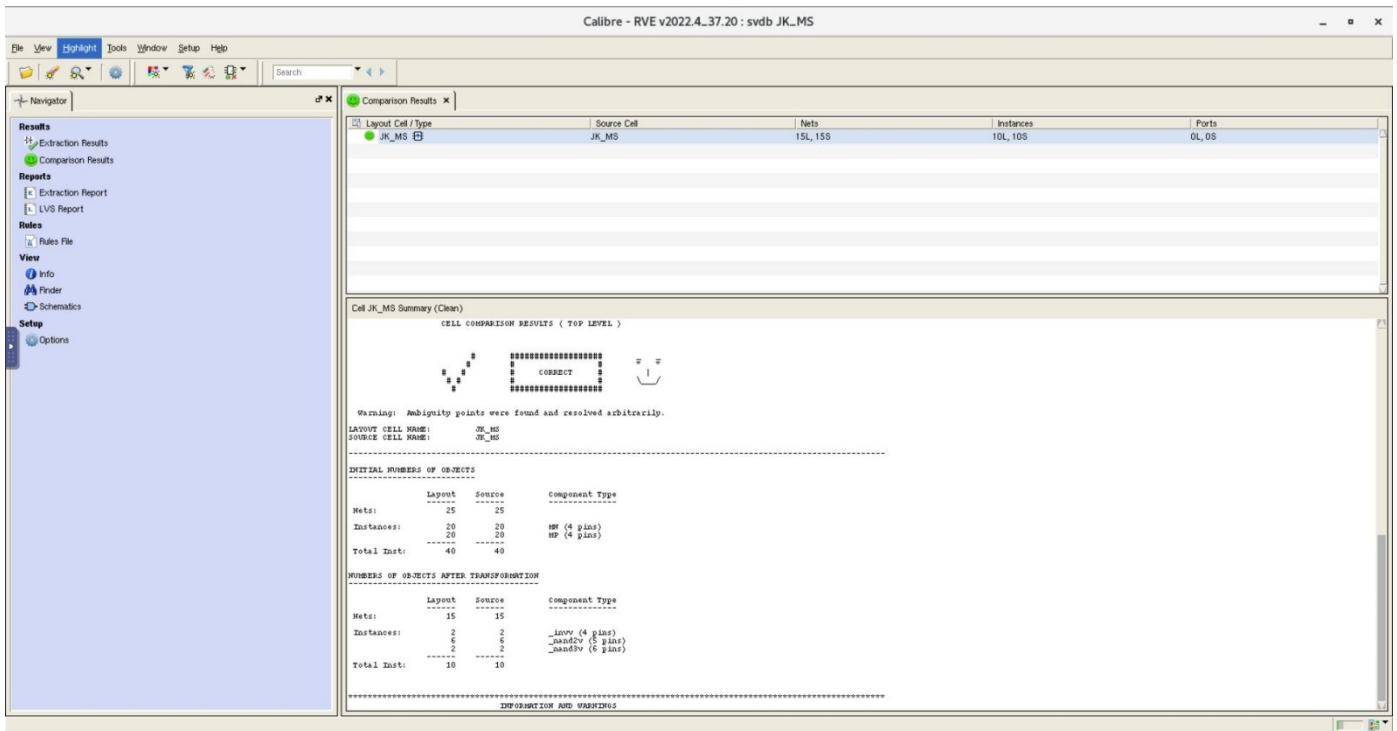 Calibre - RVE v2022.4_37.20 : svdb JK_MS
File View Highlight Tools Window Setup Help
Search
Navigator
Results
Extraction Results
Comparison Results
Reports
Extraction Report
LVS Report
Rules
Rules File
View
Info
Finder
Schematics
Setup
Options
Comparison Results
Layout Cell / Type Source Cell Nets Instances Ports
JK_MS JK_MS 15L, 15S 10L, 10S 0L, 0S
Cell JK_MS Summary (Clean)
CELL COMPARISON RESULTS ( TOP LEVEL )
CORRECT
Warning: Ambiguity points were found and resolved arbitrarily.
LAYOUT CELL NAME: JK_MS
SOURCE CELL NAME: JK_MS
INITIAL NUMBERS OF OBJECTS
Layout Source Component Type
Nets: 25 25
Instances: 20 20 MN (4 pins)
20 20 MP (4 pins)
Total Inst: 40 40
NUMBERS OF OBJECTS AFTER TRANSFORMATION
Layout Source Component Type
Nets: 15 15
Instances: 2 2 _invv (4 pins)
6 6 _nand2v (5 pins)
2 2 _nand3v (6 pins)
Total Inst: 10 10
INFORMATION AND WARNINGS